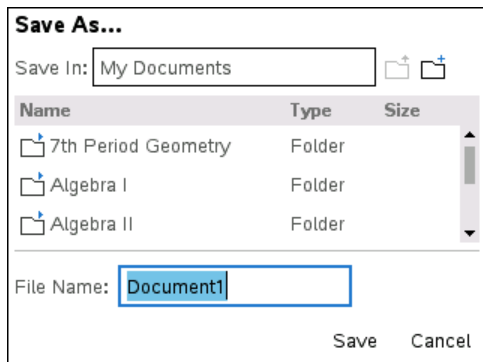 Save As...
Save In: My Documents
Name Type Size
7th Period Geometry Folder
Algebra I Folder
Algebra II Folder
File Name: Document1
Save Cancel